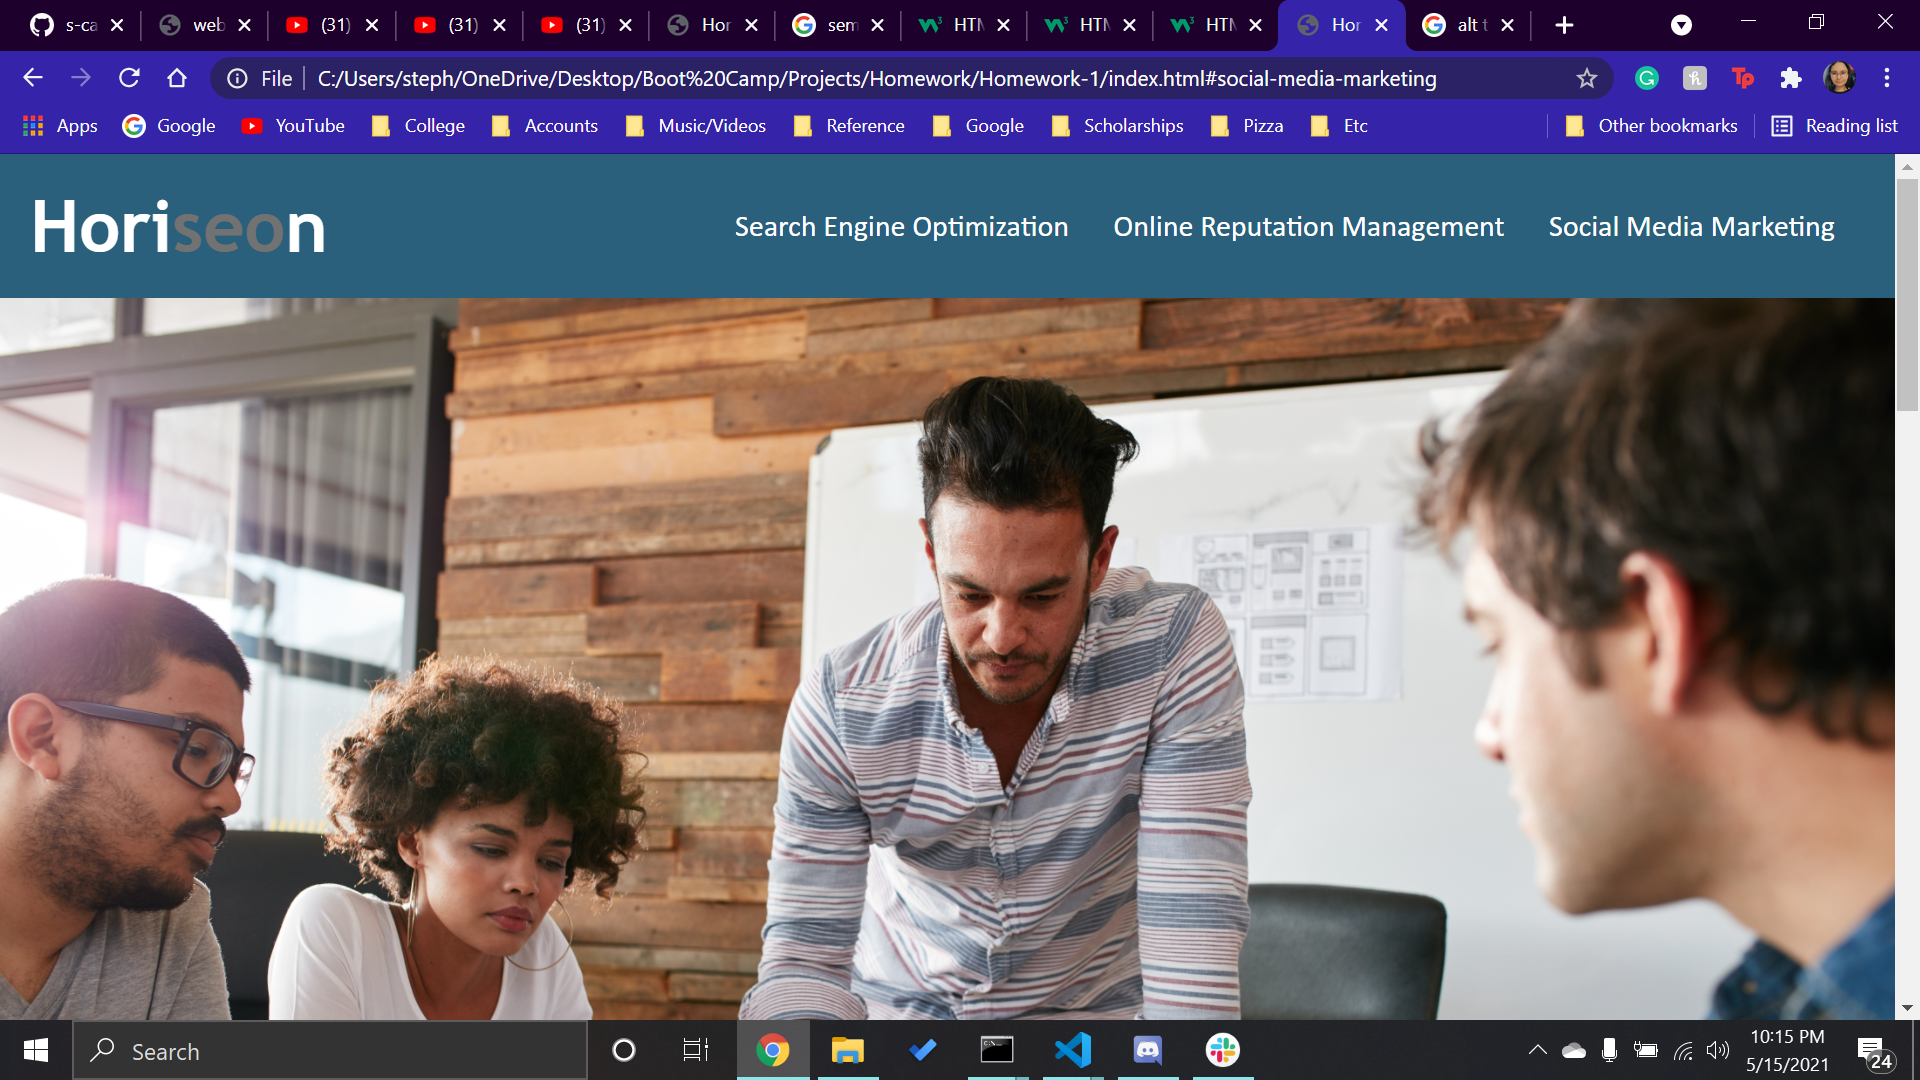 s-ca
web
(31)
(31)
(31)
Hor
sem
HTM
HTM
HTM
Hor
alt t
File
C:/Users/steph/OneDrive/Desktop/Boot%20Camp/Projects/Homework/Homework-1/index.html#social-media-marketing
Apps
Google
YouTube
College
Accounts
Music/Videos
Reference
Google
Scholarships
Pizza
Etc
Other bookmarks
Reading list
Horiseon
Search Engine Optimization
Online Reputation Management
Social Media Marketing
Search
10:15 PM
5/15/2021
24